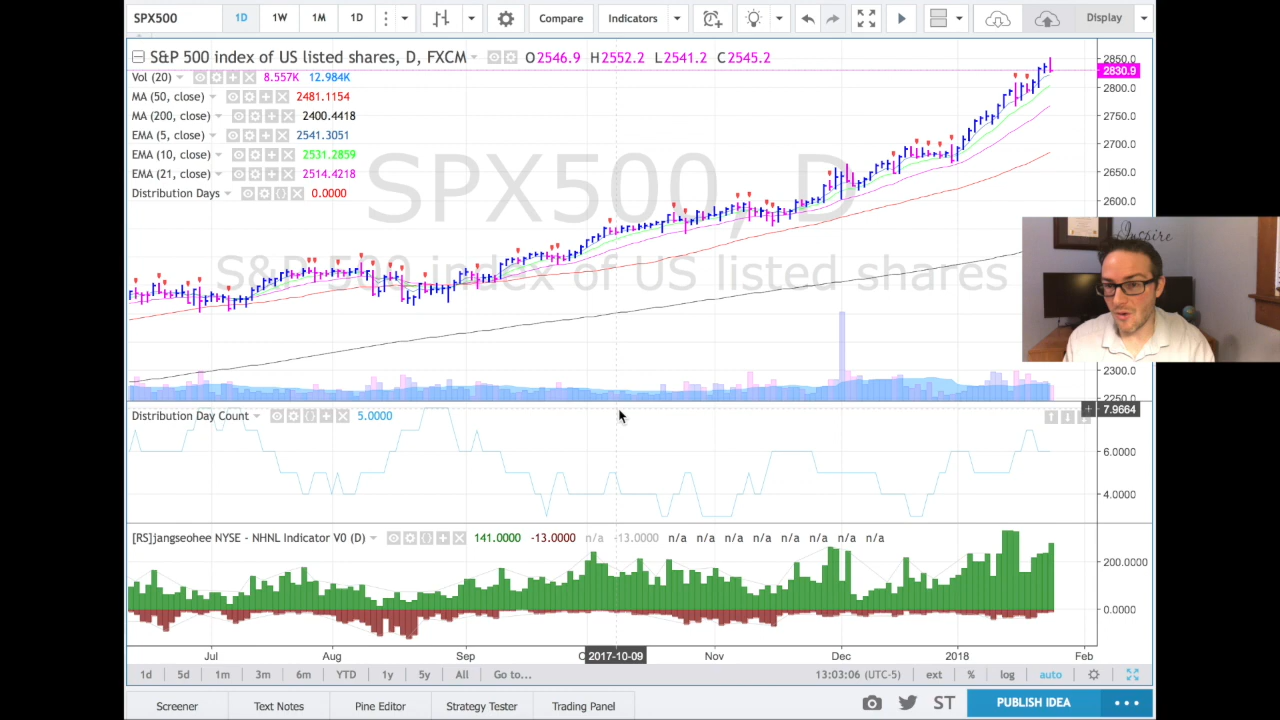 SPX500 1D 1W 1M 1D Compare Indicators Display
S&P 500 index of US listed shares, D, FXCM O2546.9 H2552.2 L2541.2 C2545.2
Vol (20) 8.557K 12.984K
MA (50, close) 2481.1154
MA (200, close) 2400.4418
EMA (5, close) 2541.3051
EMA (10, close) 2531.2859
EMA (21, close) 2514.4218
Distribution Days 0.0000
SPX500, D
S&P 500 index of US listed shares
2850.0
2830.9
2800.0
2750.0
2700.0
2650.0
2600.0
Inspire
2300.0
2250.0
Distribution Day Count 5.0000
7.9664
6.0000
4.0000
[RS]jangseohee NYSE - NHNL Indicator V0 (D) 141.0000 -13.0000 n/a -13.0000 n/a n/a n/a n/a n/a n/a n/a n/a
200.0000
0.0000
Jul Aug Sep 2017-10-09 Nov Dec 2018 Feb
1d 5d 1m 3m 6m YTD 1y 5y All Go to... 13:03:06 (UTC-5) ext % log auto
Screener Text Notes Pine Editor Strategy Tester Trading Panel ST PUBLISH IDEA